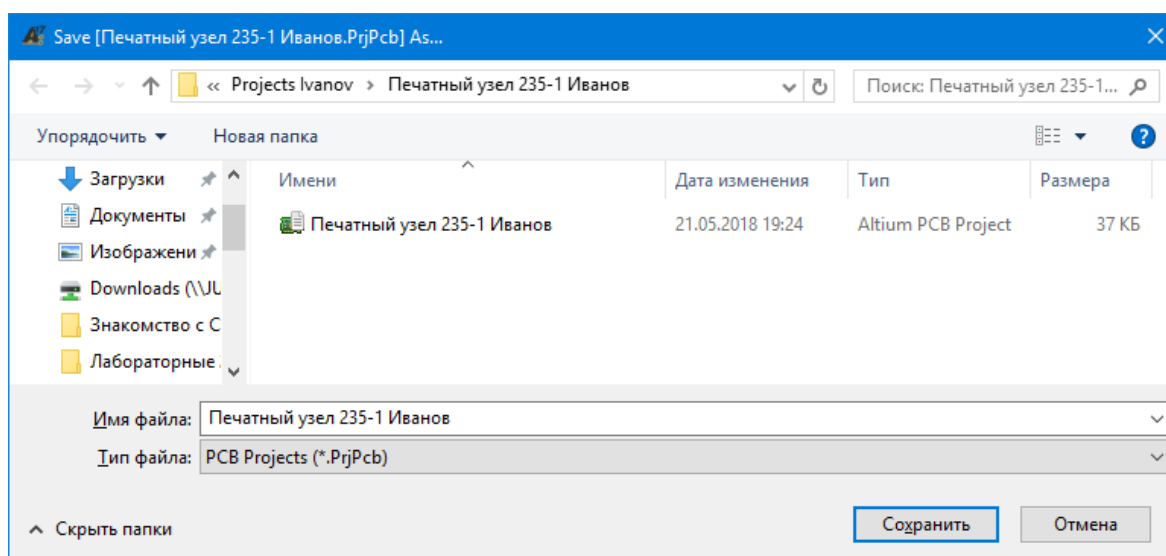 Save [Печатный узел 235-1 Иванов.PrjPcb] As...
« Projects Ivanov › Печатный узел 235-1 Иванов
Поиск: Печатный узел 235-1...
Упорядочить
Новая папка
Имени
Дата изменения
Тип
Размера
Загрузки
Документы
Изображени
Downloads (\\JU
Знакомство с С
Лабораторные
Печатный узел 235-1 Иванов
21.05.2018 19:24
Altium PCB Project
37 КБ
Имя файла: Печатный узел 235-1 Иванов
Тип файла: PCB Projects (*.PrjPcb)
Скрыть папки
Сохранить
Отмена